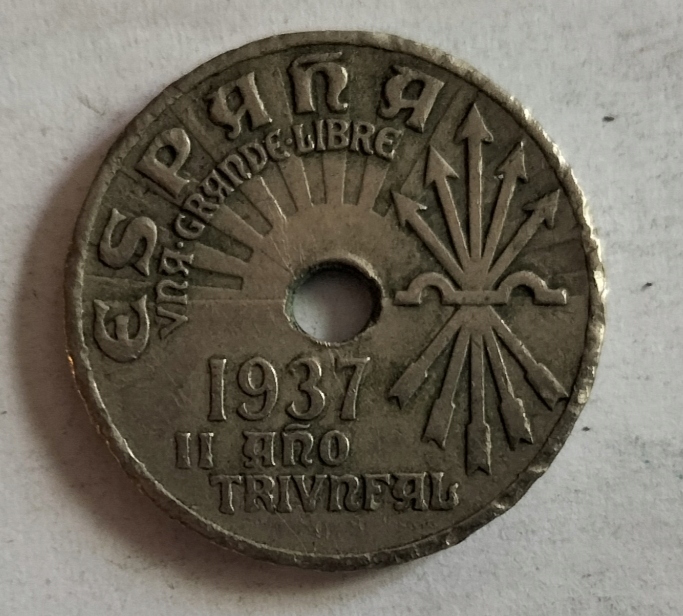 ESPAÑA
VNA·GRANDE·LIBRE
1937
II AÑO
TRIVNFAL